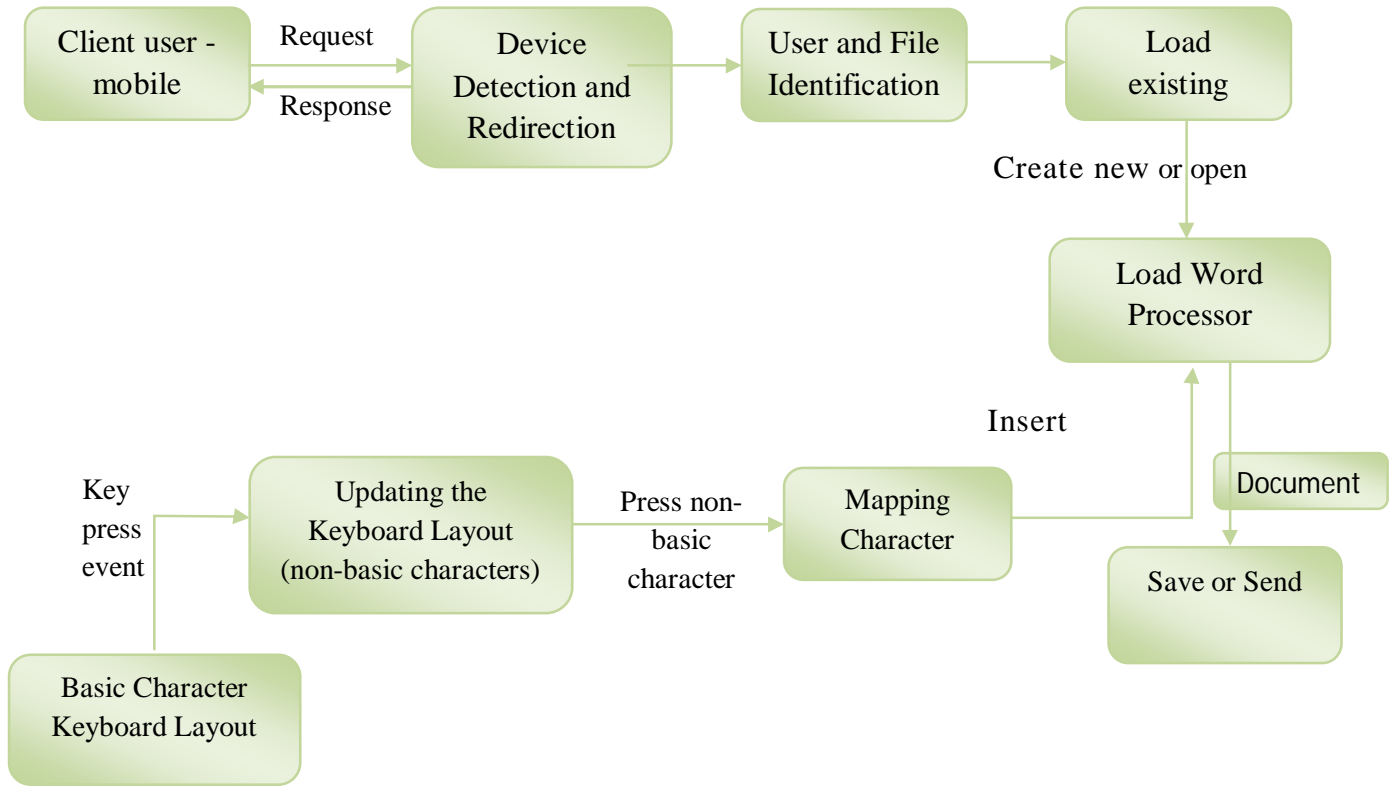 Client user -
mobile
Request
Response
Device
Detection and
Redirection
User and File
Identification
Load
existing
Create new or open
Load Word
Processor
Insert
Document
Save or Send
Key
press
event
Updating the
Keyboard Layout
(non-basic characters)
Press non-
basic
character
Mapping
Character
Basic Character
Keyboard Layout